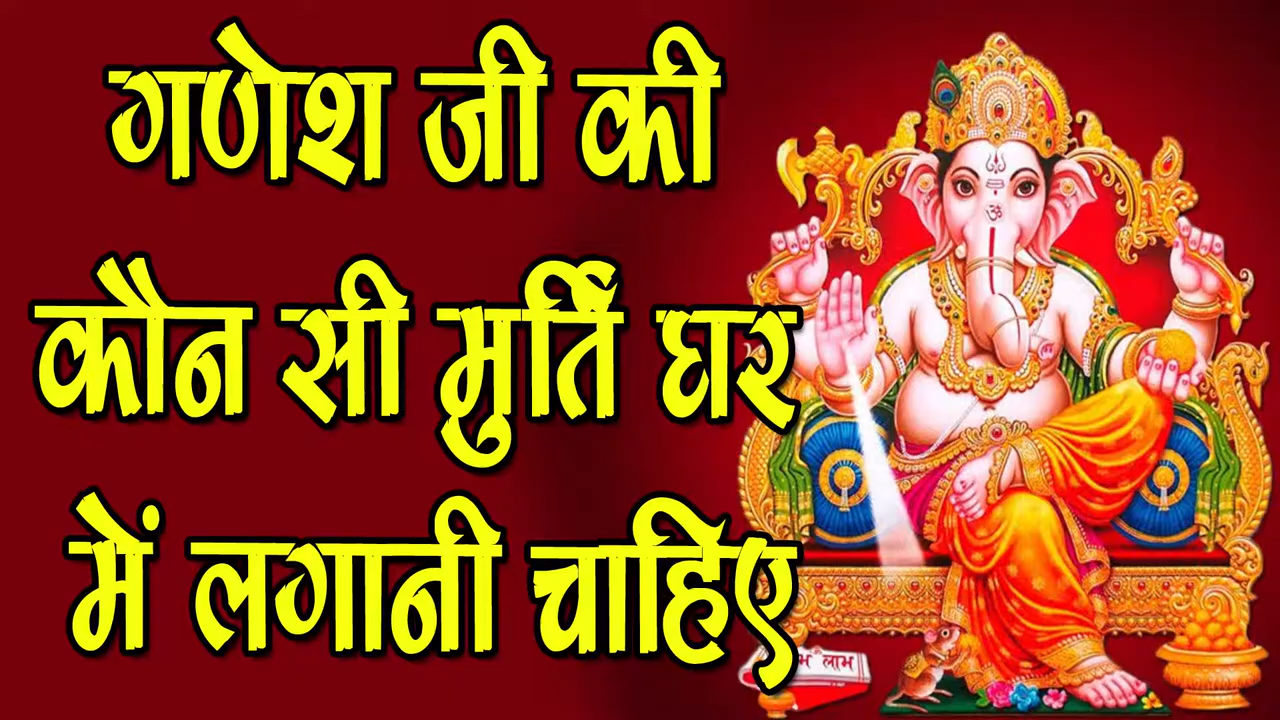 गणेश जी की
कौन सी मुर्ति घर
में लगानी चाहिए
ॐ
लाभ